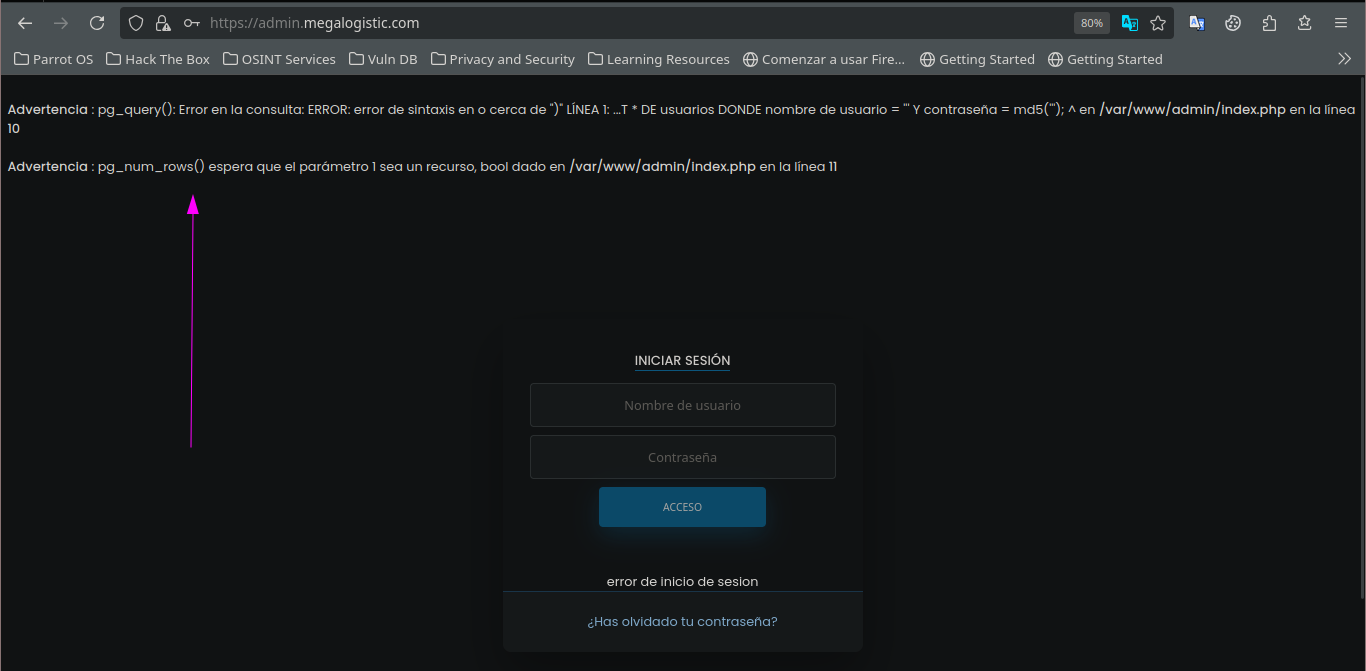 https://admin.megalogistic.com
80%
Parrot OS Hack The Box OSINT Services Vuln DB Privacy and Security Learning Resources Comenzar a usar Fire... Getting Started Getting Started
Advertencia : pg_query(): Error en la consulta: ERROR: error de sintaxis en o cerca de ")" LÍNEA 1: ...T * DE usuarios DONDE nombre de usuario = ''' Y contraseña = md5('''); ^ en /var/www/admin/index.php en la línea
10
Advertencia : pg_num_rows() espera que el parámetro 1 sea un recurso, bool dado en /var/www/admin/index.php en la línea 11
INICIAR SESIÓN
Nombre de usuario
Contraseña
ACCESO
error de inicio de sesion
¿Has olvidado tu contraseña?